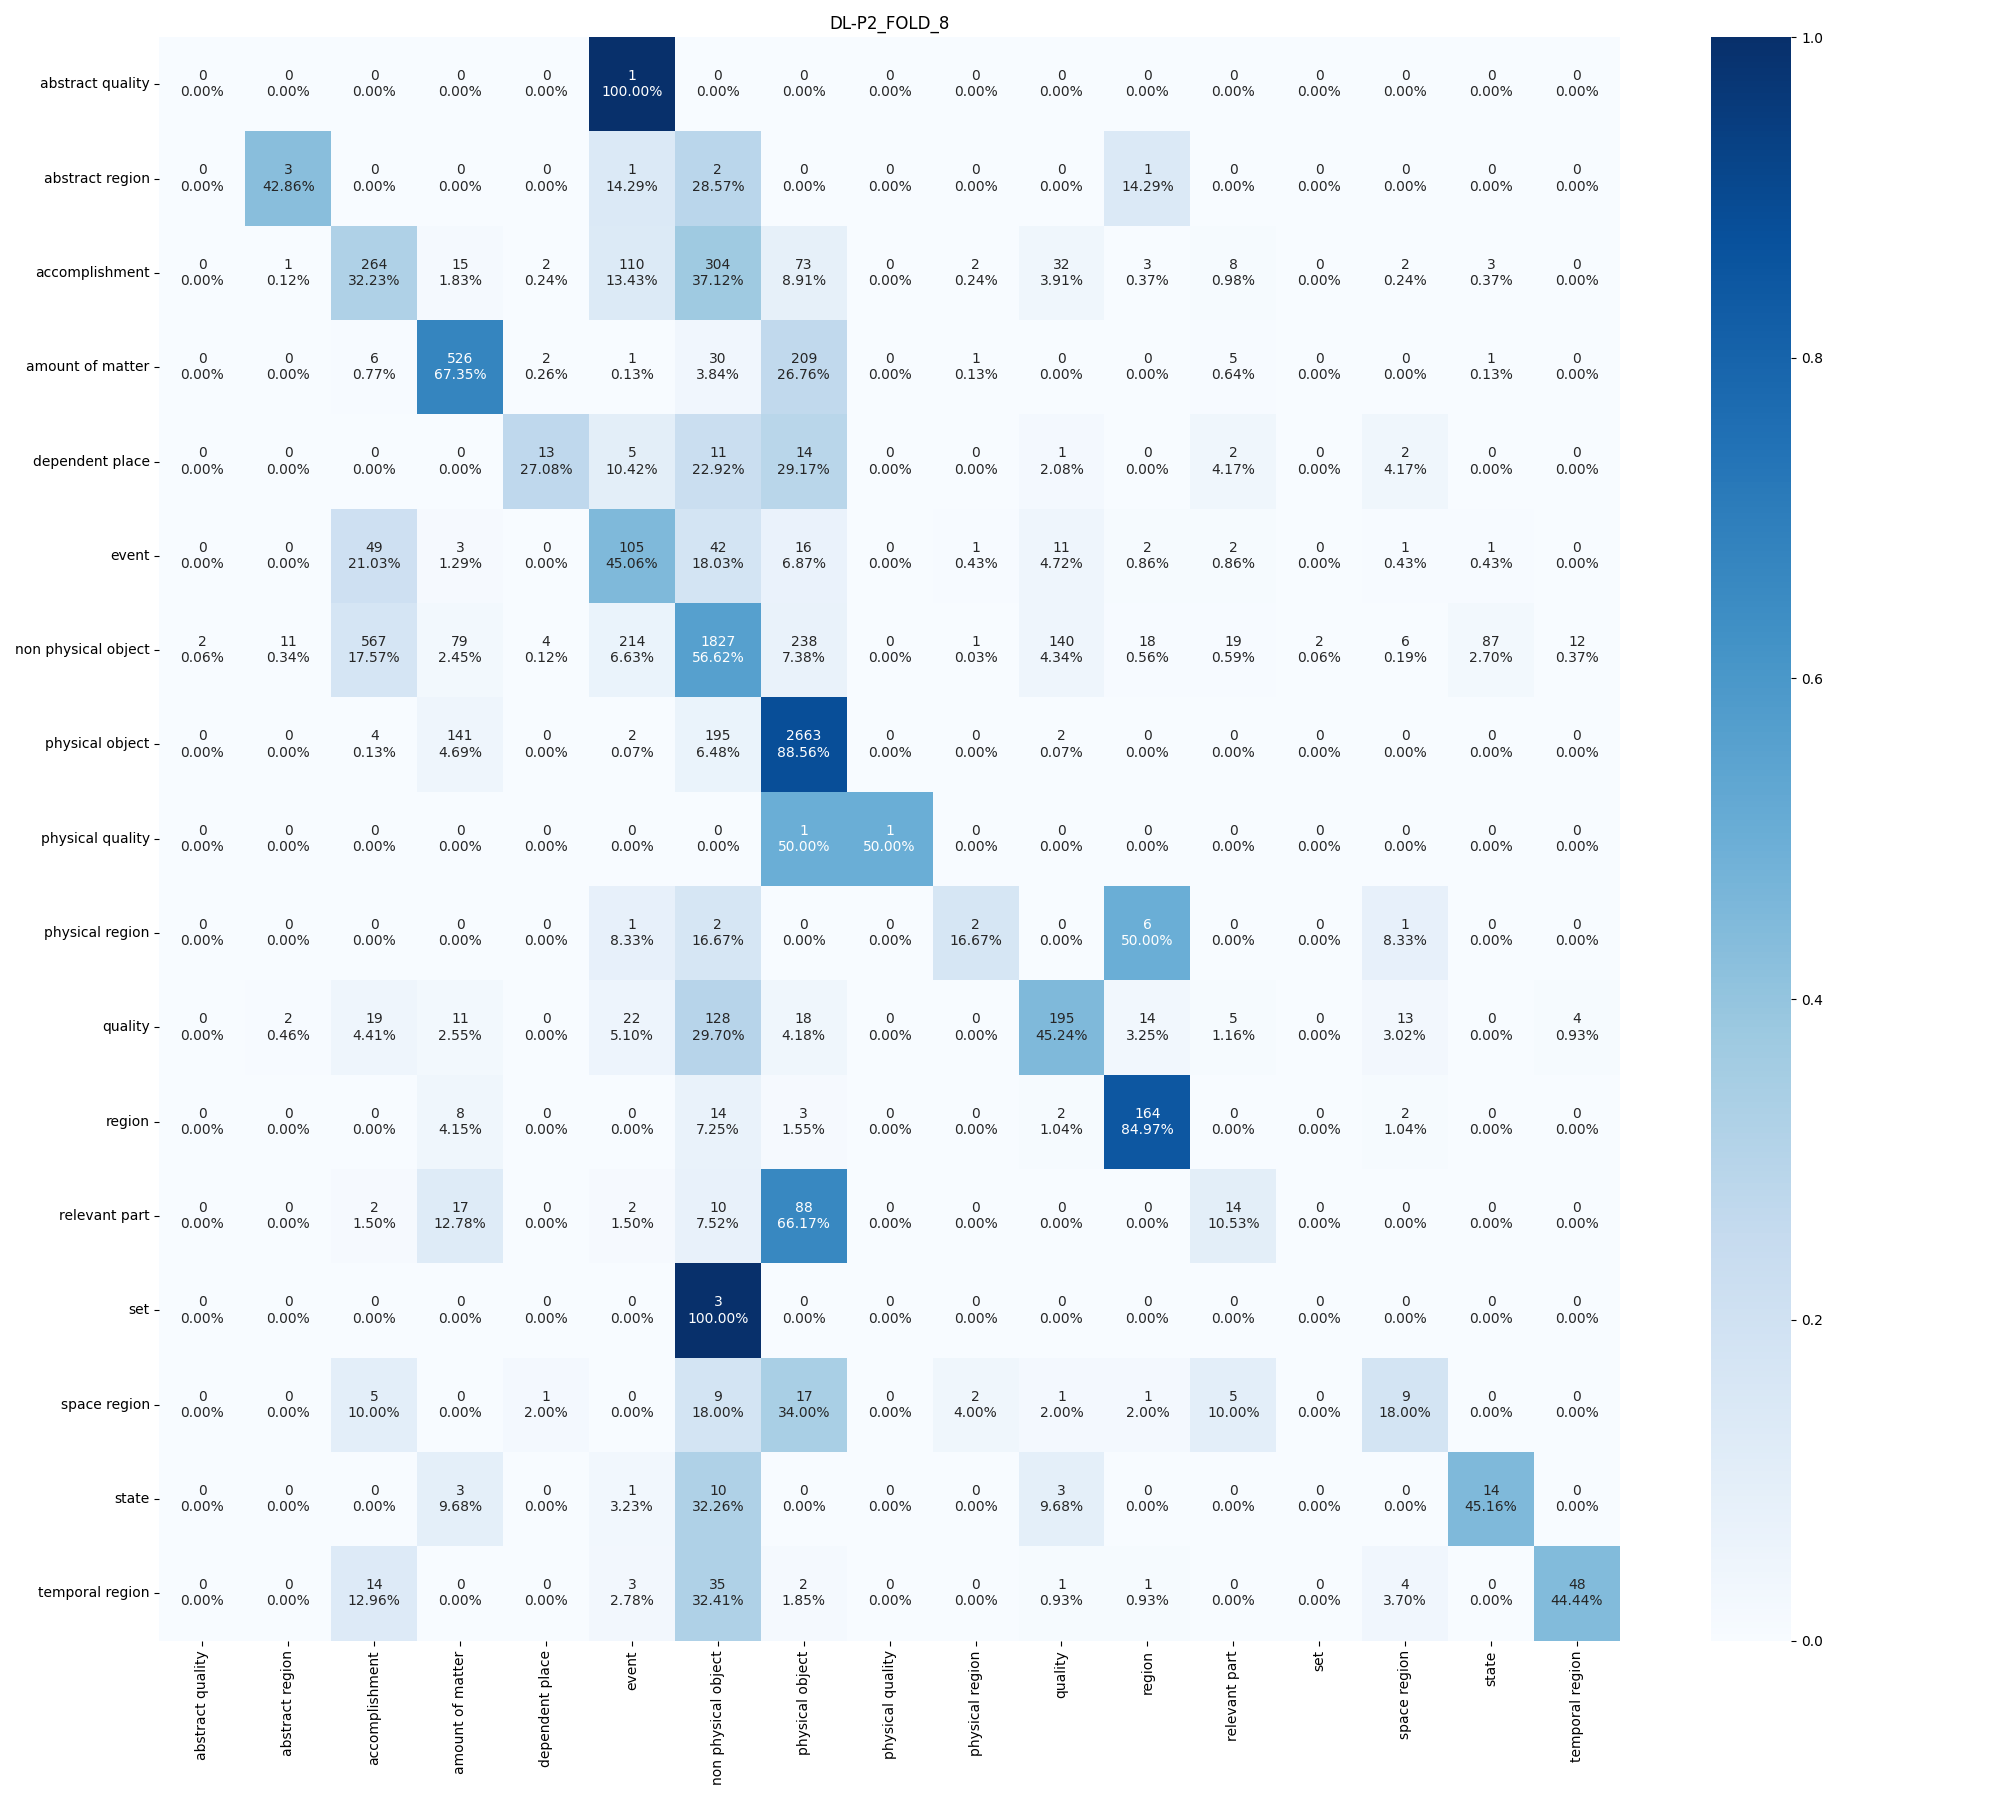 DL-P2_FOLD_8
abstract quality
0 0 0 0 0 1 0 0 0 0 0 0 0 0 0 0 0
0.00% 0.00% 0.00% 0.00% 0.00% 100.00% 0.00% 0.00% 0.00% 0.00% 0.00% 0.00% 0.00% 0.00% 0.00% 0.00% 0.00%
abstract region
0 3 0 0 0 1 2 0 0 0 0 1 0 0 0 0 0
0.00% 42.86% 0.00% 0.00% 0.00% 14.29% 28.57% 0.00% 0.00% 0.00% 0.00% 14.29% 0.00% 0.00% 0.00% 0.00% 0.00%
accomplishment
0 1 264 15 2 110 304 73 0 2 32 3 8 0 2 3 0
0.00% 0.12% 32.23% 1.83% 0.24% 13.43% 37.12% 8.91% 0.00% 0.24% 3.91% 0.37% 0.98% 0.00% 0.24% 0.37% 0.00%
amount of matter
0 0 6 526 2 1 30 209 0 1 0 0 5 0 0 1 0
0.00% 0.00% 0.77% 67.35% 0.26% 0.13% 3.84% 26.76% 0.00% 0.13% 0.00% 0.00% 0.64% 0.00% 0.00% 0.13% 0.00%
dependent place
0 0 0 0 13 5 11 14 0 0 1 0 2 0 2 0 0
0.00% 0.00% 0.00% 0.00% 27.08% 10.42% 22.92% 29.17% 0.00% 0.00% 2.08% 0.00% 4.17% 0.00% 4.17% 0.00% 0.00%
event
0 0 49 3 0 105 42 16 0 1 11 2 2 0 1 1 0
0.00% 0.00% 21.03% 1.29% 0.00% 45.06% 18.03% 6.87% 0.00% 0.43% 4.72% 0.86% 0.86% 0.00% 0.43% 0.43% 0.00%
non physical object
2 11 567 79 4 214 1827 238 0 1 140 18 19 2 6 87 12
0.06% 0.34% 17.57% 2.45% 0.12% 6.63% 56.62% 7.38% 0.00% 0.03% 4.34% 0.56% 0.59% 0.06% 0.19% 2.70% 0.37%
physical object
0 0 4 141 0 2 195 2663 0 0 2 0 0 0 0 0 0
0.00% 0.00% 0.13% 4.69% 0.00% 0.07% 6.48% 88.56% 0.00% 0.00% 0.07% 0.00% 0.00% 0.00% 0.00% 0.00% 0.00%
physical quality
0 0 0 0 0 0 0 1 1 0 0 0 0 0 0 0 0
0.00% 0.00% 0.00% 0.00% 0.00% 0.00% 0.00% 50.00% 50.00% 0.00% 0.00% 0.00% 0.00% 0.00% 0.00% 0.00% 0.00%
physical region
0 0 0 0 0 1 2 0 0 2 0 6 0 0 1 0 0
0.00% 0.00% 0.00% 0.00% 0.00% 8.33% 16.67% 0.00% 0.00% 16.67% 0.00% 50.00% 0.00% 0.00% 8.33% 0.00% 0.00%
quality
0 2 19 11 0 22 128 18 0 0 195 14 5 0 13 0 4
0.00% 0.46% 4.41% 2.55% 0.00% 5.10% 29.70% 4.18% 0.00% 0.00% 45.24% 3.25% 1.16% 0.00% 3.02% 0.00% 0.93%
region
0 0 0 8 0 0 14 3 0 0 2 164 0 0 2 0 0
0.00% 0.00% 0.00% 4.15% 0.00% 0.00% 7.25% 1.55% 0.00% 0.00% 1.04% 84.97% 0.00% 0.00% 1.04% 0.00% 0.00%
relevant part
0 0 2 17 0 2 10 88 0 0 0 0 14 0 0 0 0
0.00% 0.00% 1.50% 12.78% 0.00% 1.50% 7.52% 66.17% 0.00% 0.00% 0.00% 0.00% 10.53% 0.00% 0.00% 0.00% 0.00%
set
0 0 0 0 0 0 3 0 0 0 0 0 0 0 0 0 0
0.00% 0.00% 0.00% 0.00% 0.00% 0.00% 100.00% 0.00% 0.00% 0.00% 0.00% 0.00% 0.00% 0.00% 0.00% 0.00% 0.00%
space region
0 0 5 0 1 0 9 17 0 2 1 1 5 0 9 0 0
0.00% 0.00% 10.00% 0.00% 2.00% 0.00% 18.00% 34.00% 0.00% 4.00% 2.00% 2.00% 10.00% 0.00% 18.00% 0.00% 0.00%
state
0 0 0 3 0 1 10 0 0 0 3 0 0 0 0 14 0
0.00% 0.00% 0.00% 9.68% 0.00% 3.23% 32.26% 0.00% 0.00% 0.00% 9.68% 0.00% 0.00% 0.00% 0.00% 45.16% 0.00%
temporal region
0 0 14 0 0 3 35 2 0 0 1 1 0 0 4 0 48
0.00% 0.00% 12.96% 0.00% 0.00% 2.78% 32.41% 1.85% 0.00% 0.00% 0.93% 0.93% 0.00% 0.00% 3.70% 0.00% 44.44%
abstract quality
abstract region
accomplishment
amount of matter
dependent place
event
non physical object
physical object
physical quality
physical region
quality
region
relevant part
set
space region
state
temporal region
1.0
0.8
0.6
0.4
0.2
0.0